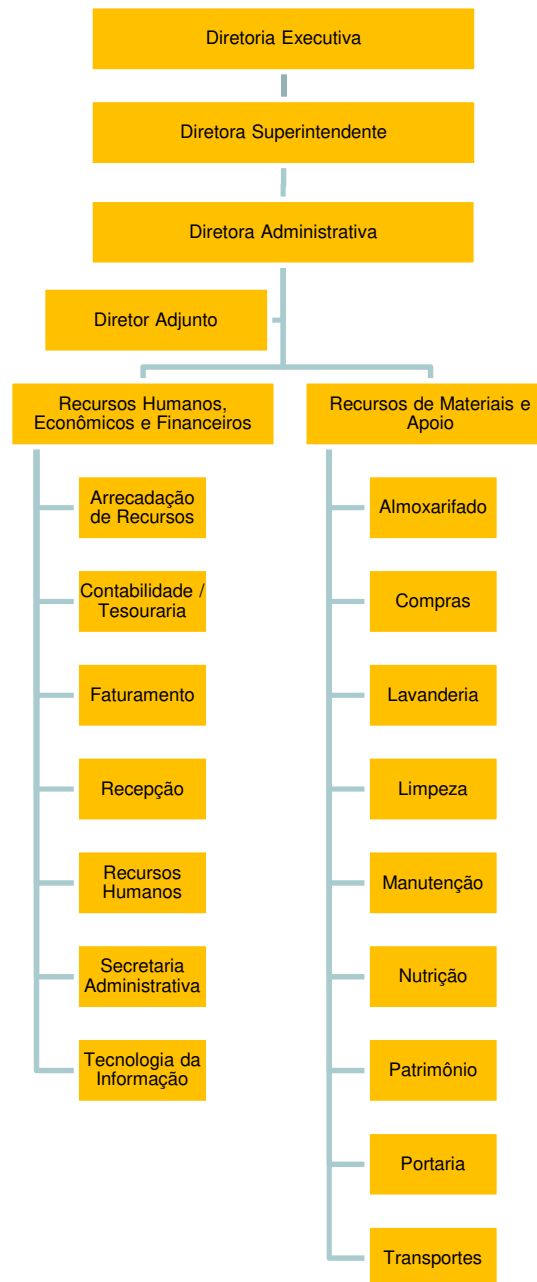 Diretoria Executiva
Diretora Superintendente
Diretora Administrativa
Diretor Adjunto
Recursos Humanos,
Econômicos e Financeiros
Arrecadação
de Recursos
Contabilidade /
Tesouraria
Faturamento
Recepção
Recursos
Humanos
Secretaria
Administrativa
Tecnologia da
Informação
Recursos de Materiais e
Apoio
Almoxarifado
Compras
Lavanderia
Limpeza
Manutenção
Nutrição
Patrimônio
Portaria
Transportes